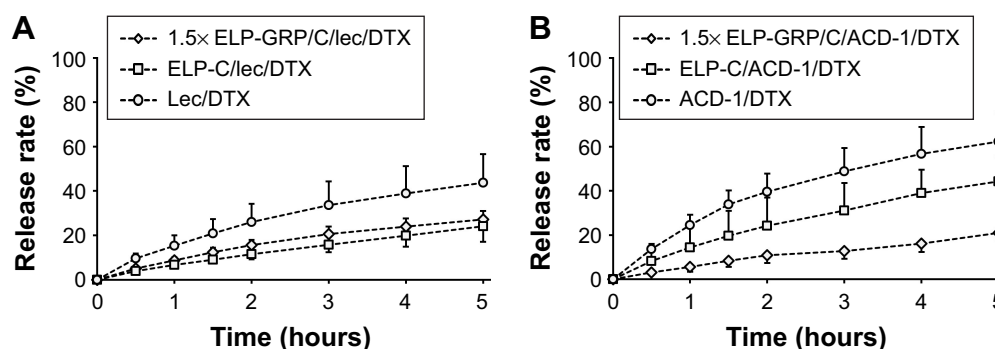 A
1.5× ELP-GRP/C/lec/DTX
ELP-C/lec/DTX
Lec/DTX
Release rate (%)
100
80
60
40
20
0
0 1 2 3 4 5
Time (hours)
B
1.5× ELP-GRP/C/ACD-1/DTX
ELP-C/ACD-1/DTX
ACD-1/DTX
Release rate (%)
100
80
60
40
20
0
0 1 2 3 4 5
Time (hours)